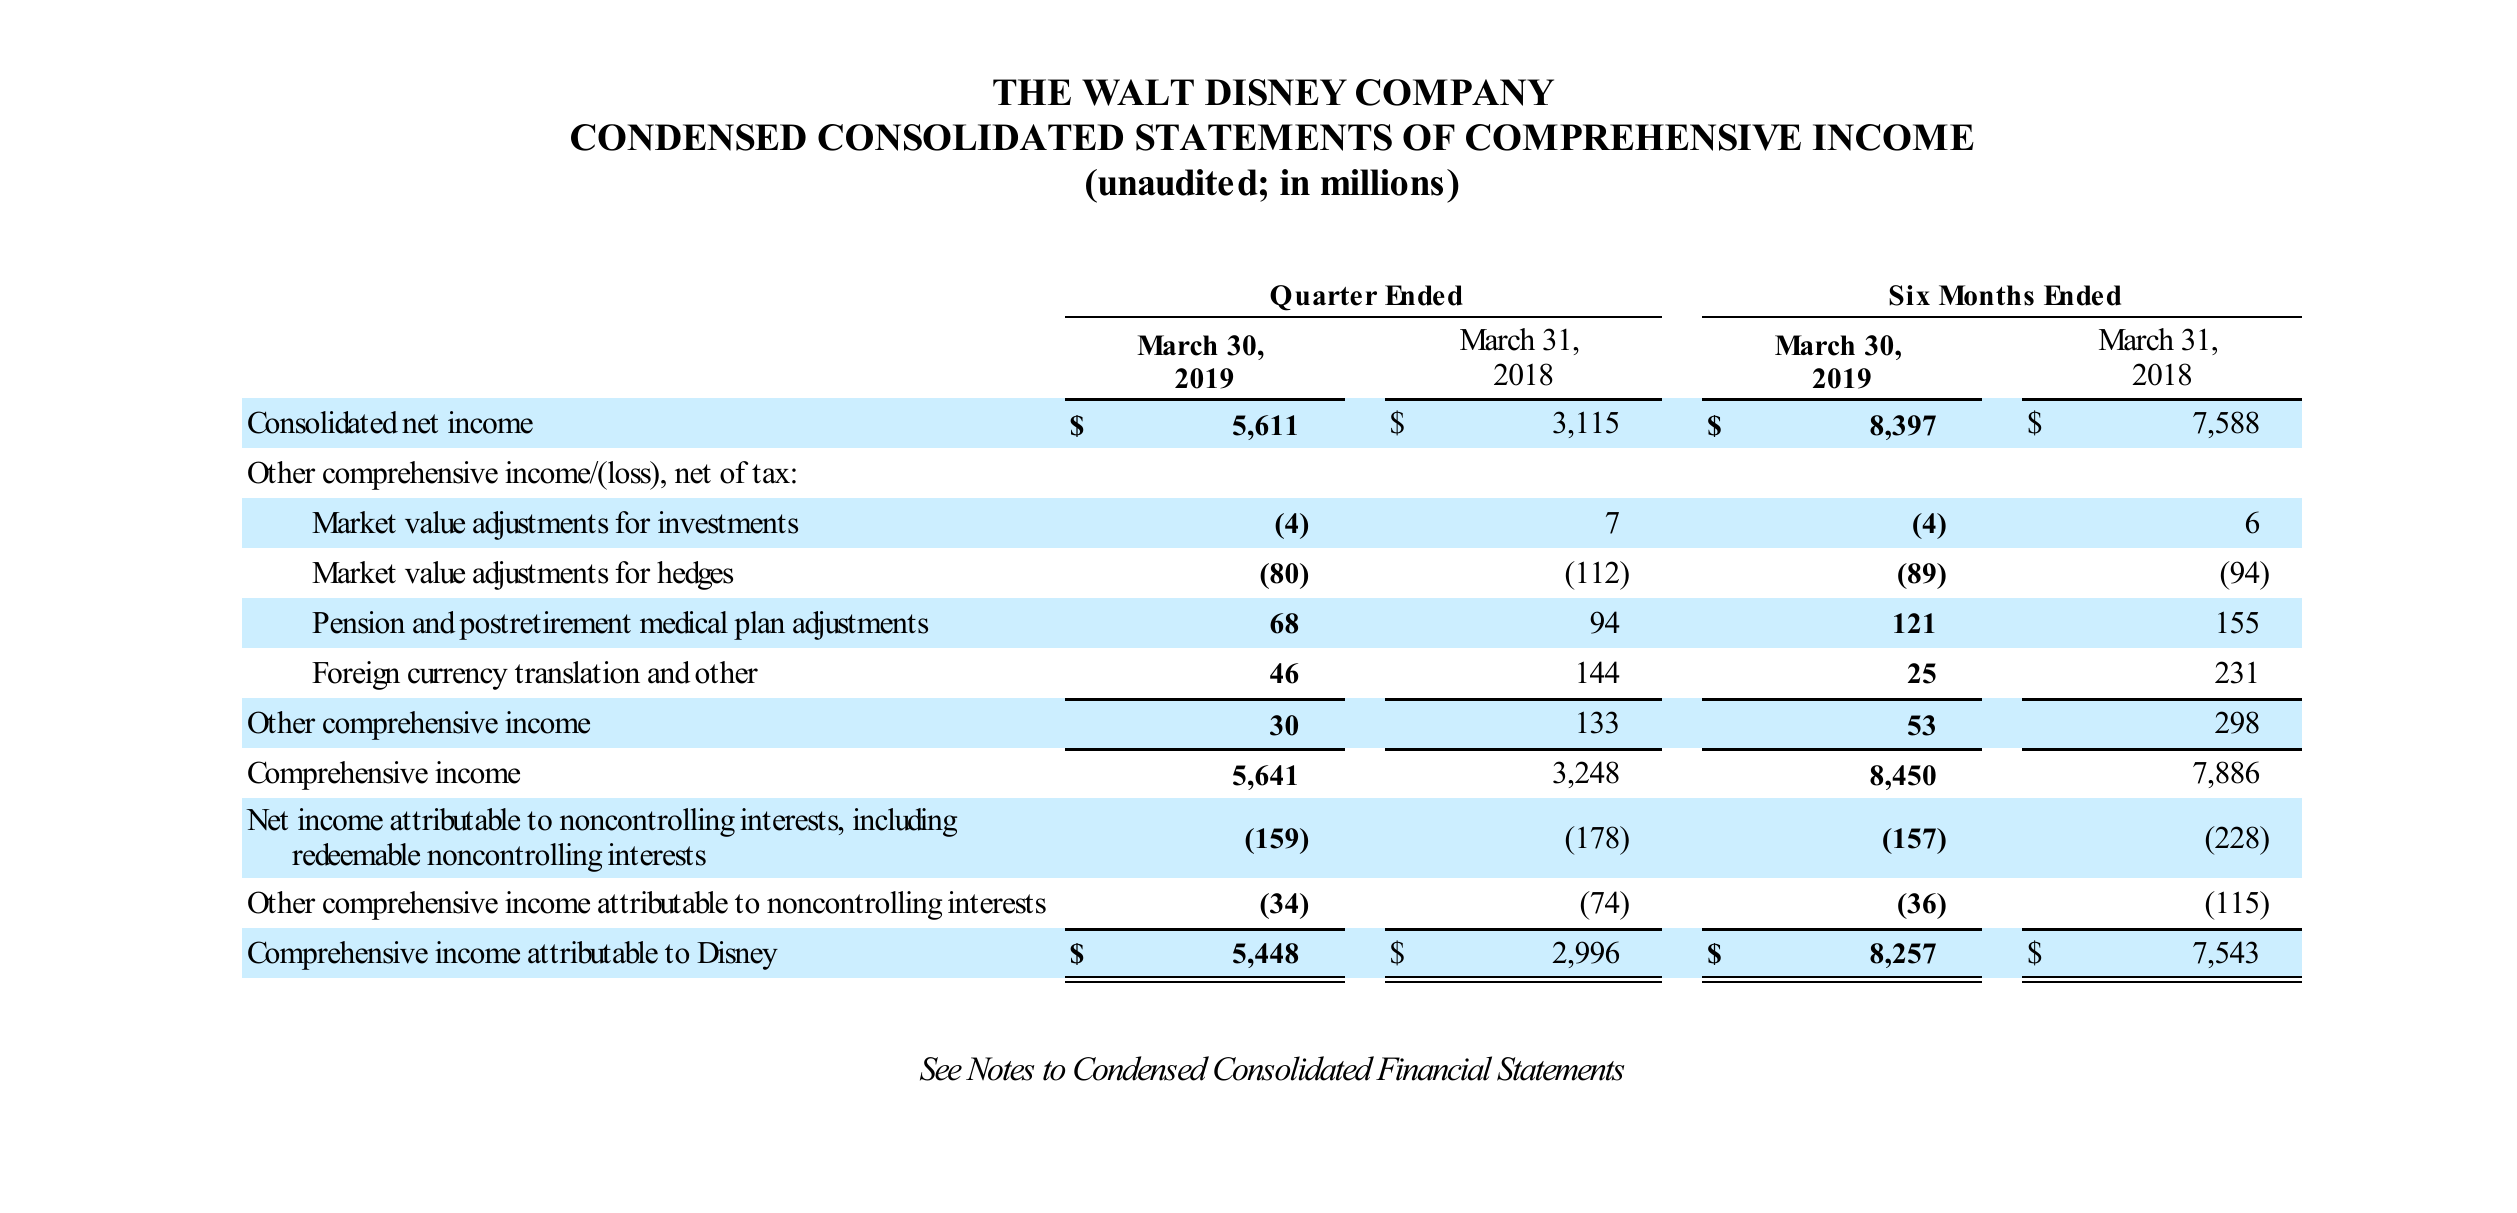 THE WALT DISNEY COMPANY
CONDENSED CONSOLIDATED STATEMENTS OF COMPREHENSIVE INCOME
(unaudited; in millions)
Quarter Ended Six Months Ended
March 30, 2019 March 31, 2018 March 30, 2019 March 31, 2018
Consolidated net income $ 5,611 $ 3,115 $ 8,397 $ 7,588
Other comprehensive income/(loss), net of tax:
Market value adjustments for investments (4) 7 (4) 6
Market value adjustments for hedges (80) (112) (89) (94)
Pension and postretirement medical plan adjustments 68 94 121 155
Foreign currency translation and other 46 144 25 231
Other comprehensive income 30 133 53 298
Comprehensive income 5,641 3,248 8,450 7,886
Net income attributable to noncontrolling interests, including
redeemable noncontrolling interests (159) (178) (157) (228)
Other comprehensive income attributable to noncontrolling interests (34) (74) (36) (115)
Comprehensive income attributable to Disney $ 5,448 $ 2,996 $ 8,257 $ 7,543
See Notes to Condensed Consolidated Financial Statements